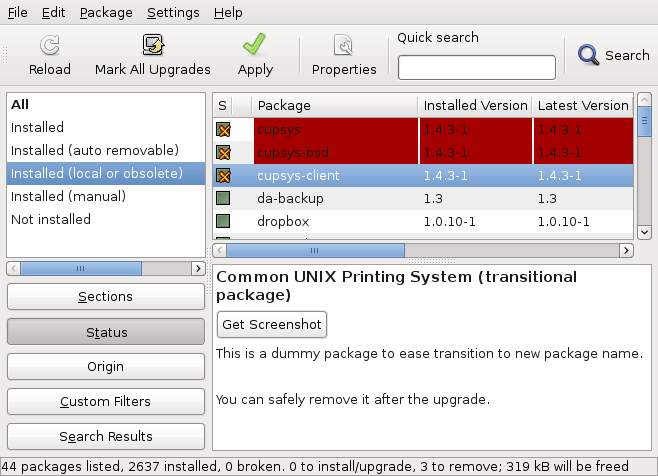 File Edit Package Settings Help
Quick search
Reload Mark All Upgrades Apply Properties Search
S Package Installed Version Latest Version
All
Installed
Installed (auto removable)
Installed (local or obsolete)
Installed (manual)
Not installed
cupsys 1.4.3-1 1.4.3-1
cupsys-bsd 1.4.3-1 1.4.3-1
cupsys-client 1.4.3-1 1.4.3-1
da-backup 1.3 1.3
dropbox 1.0.10-1 1.0.10-1
Sections
Status
Origin
Custom Filters
Search Results
Common UNIX Printing System (transitional
package)
Get Screenshot
This is a dummy package to ease transition to new package name.
You can safely remove it after the upgrade.
44 packages listed, 2637 installed, 0 broken. 0 to install/upgrade, 3 to remove; 319 kB will be freed